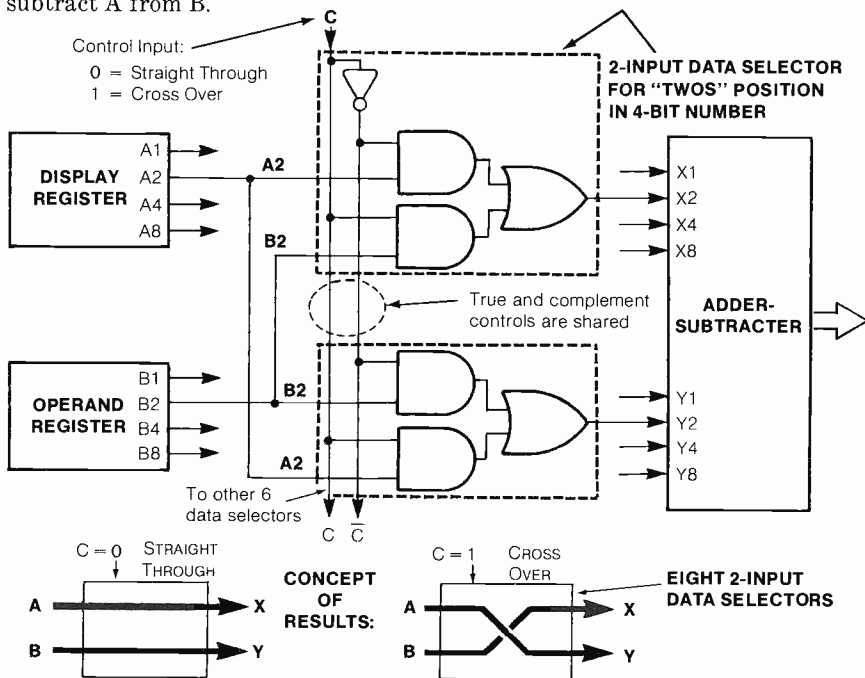 subtract A from B.
C
Control Input:
0 = Straight Through
1 = Cross Over
2-INPUT DATA SELECTOR
FOR "TWOS" POSITION
IN 4-BIT NUMBER
DISPLAY
REGISTER
A1
A2
A4
A8
A2
B2
X1
X2
X4
X8
True and complement
controls are shared
ADDER-
SUBTRACTER
OPERAND
REGISTER
B1
B2
B4
B8
B2
A2
Y1
Y2
Y4
Y8
To other 6
data selectors
C
C̅
C = 0
STRAIGHT
THROUGH
A
B
X
Y
CONCEPT
OF
RESULTS:
C = 1
CROSS
OVER
A
B
X
Y
EIGHT 2-INPUT
DATA SELECTORS